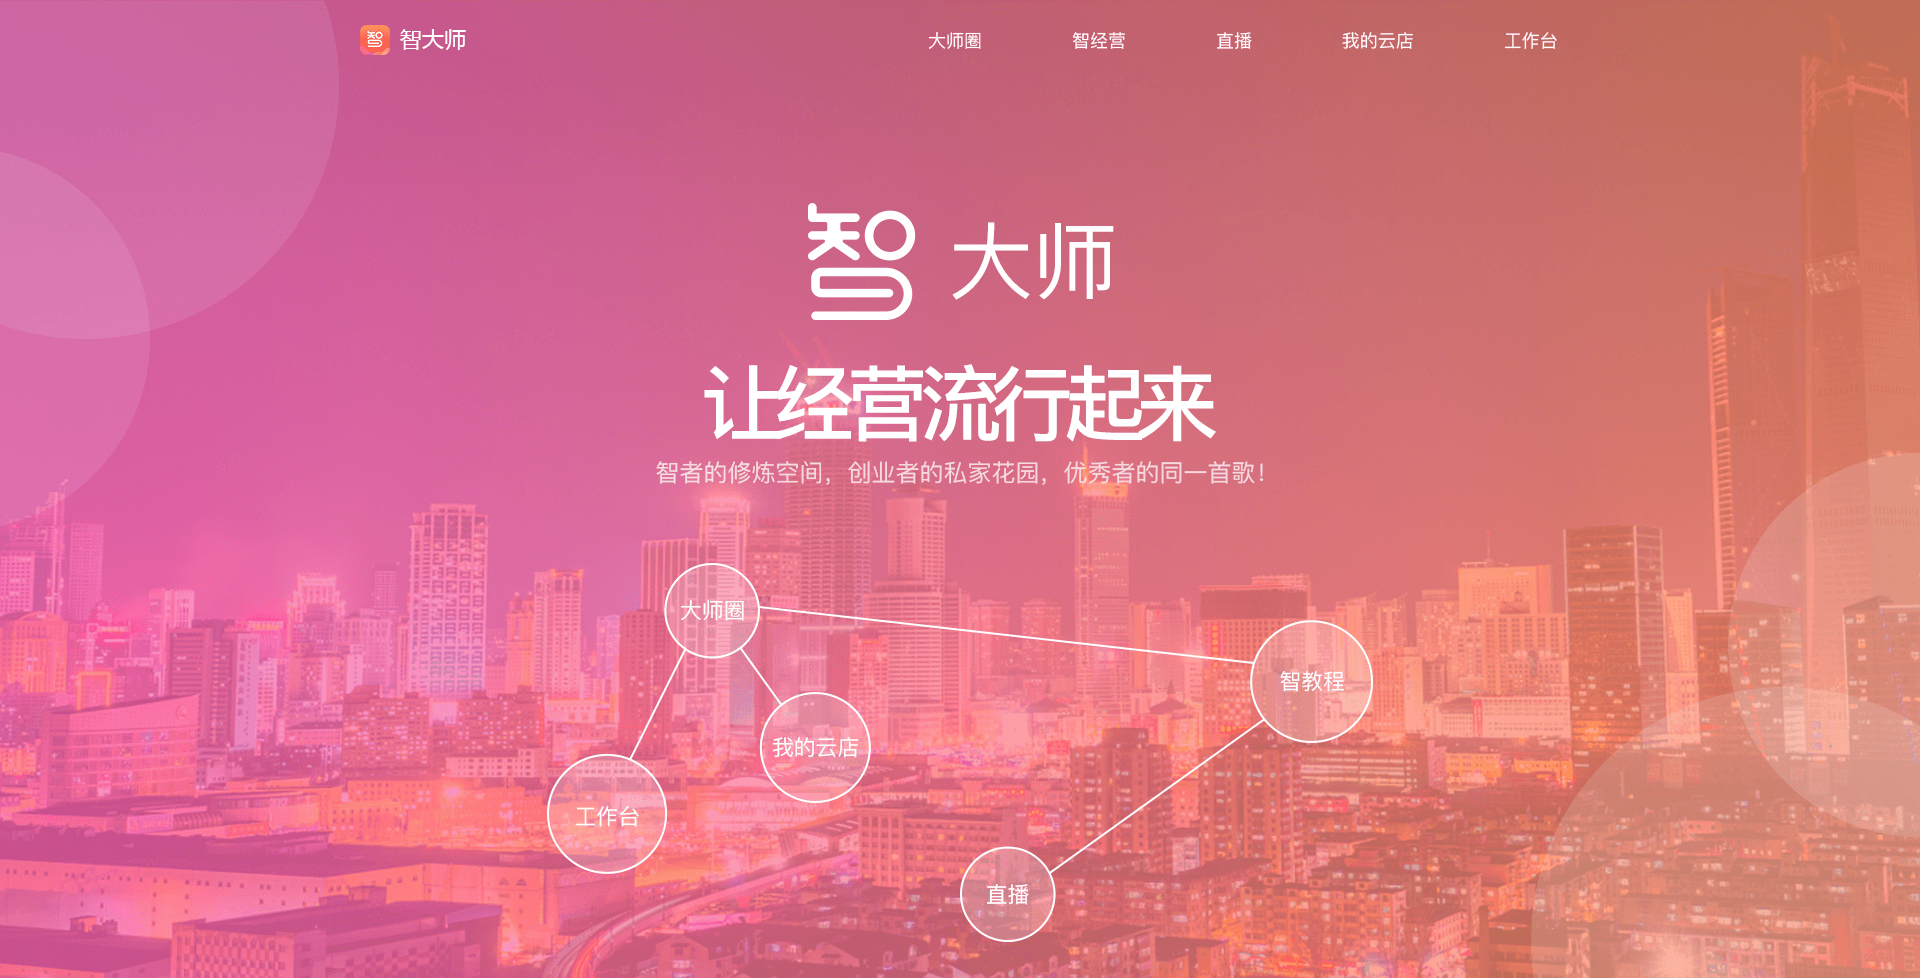 智大师
大师圈 智经营 直播 我的云店 工作台
智大师
让经营流行起来
智者的修炼空间，创业者的私家花园，优秀者的同一首歌！
大师圈
智教程
我的云店
工作台
直播